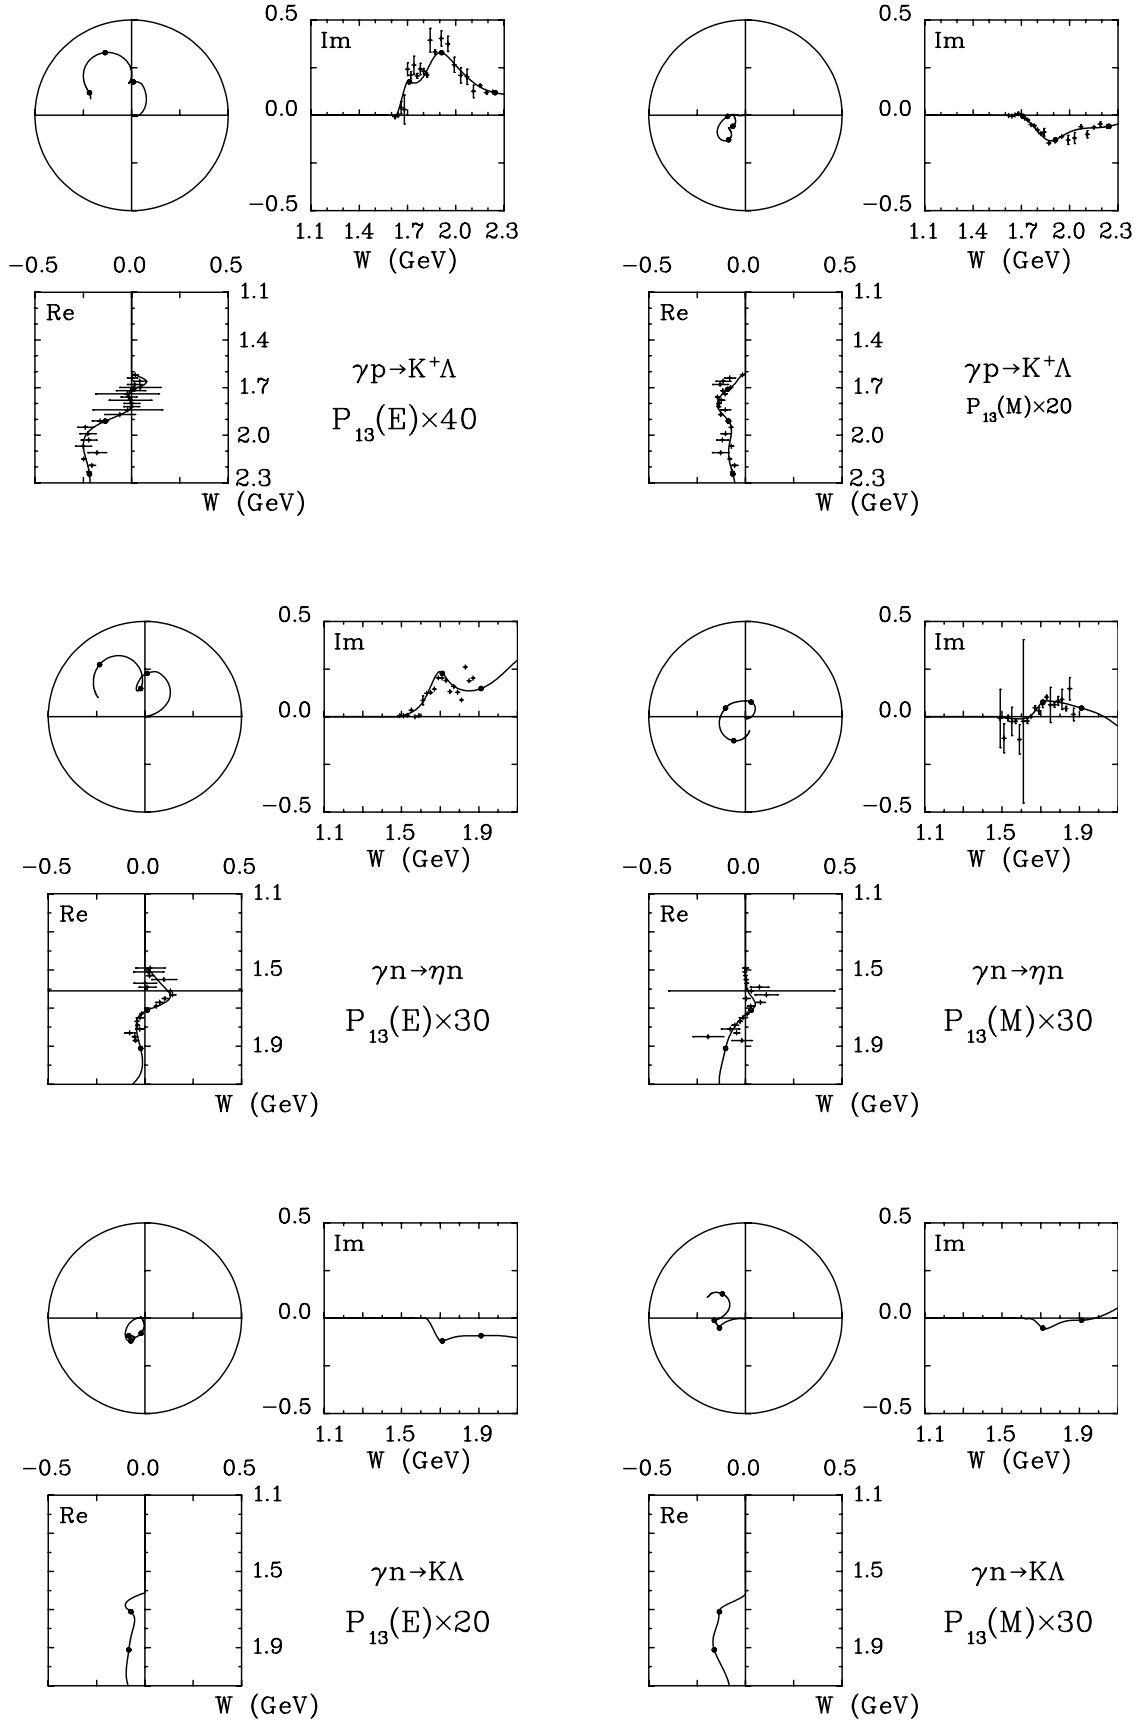 0.5
Im
0.0
−0.5
1.1 1.4 1.7 2.0 2.3
W (GeV)
−0.5 0.0 0.5
Re
1.1
1.4
1.7
2.0
2.3
W (GeV)
γp→K⁺Λ
P₁₃(E)×40
0.5
Im
0.0
−0.5
1.1 1.4 1.7 2.0 2.3
W (GeV)
−0.5 0.0 0.5
Re
1.1
1.4
1.7
2.0
2.3
W (GeV)
γp→K⁺Λ
P₁₃(M)×20
0.5
Im
0.0
−0.5
1.1 1.5 1.9
W (GeV)
−0.5 0.0 0.5
Re
1.1
1.5
1.9
W (GeV)
γn→ηn
P₁₃(E)×30
0.5
Im
0.0
−0.5
1.1 1.5 1.9
W (GeV)
−0.5 0.0 0.5
Re
1.1
1.5
1.9
W (GeV)
γn→ηn
P₁₃(M)×30
0.5
Im
0.0
−0.5
1.1 1.5 1.9
W (GeV)
−0.5 0.0 0.5
Re
1.1
1.5
1.9
W (GeV)
γn→KΛ
P₁₃(E)×20
0.5
Im
0.0
−0.5
1.1 1.5 1.9
W (GeV)
−0.5 0.0 0.5
Re
1.1
1.5
1.9
W (GeV)
γn→KΛ
P₁₃(M)×30